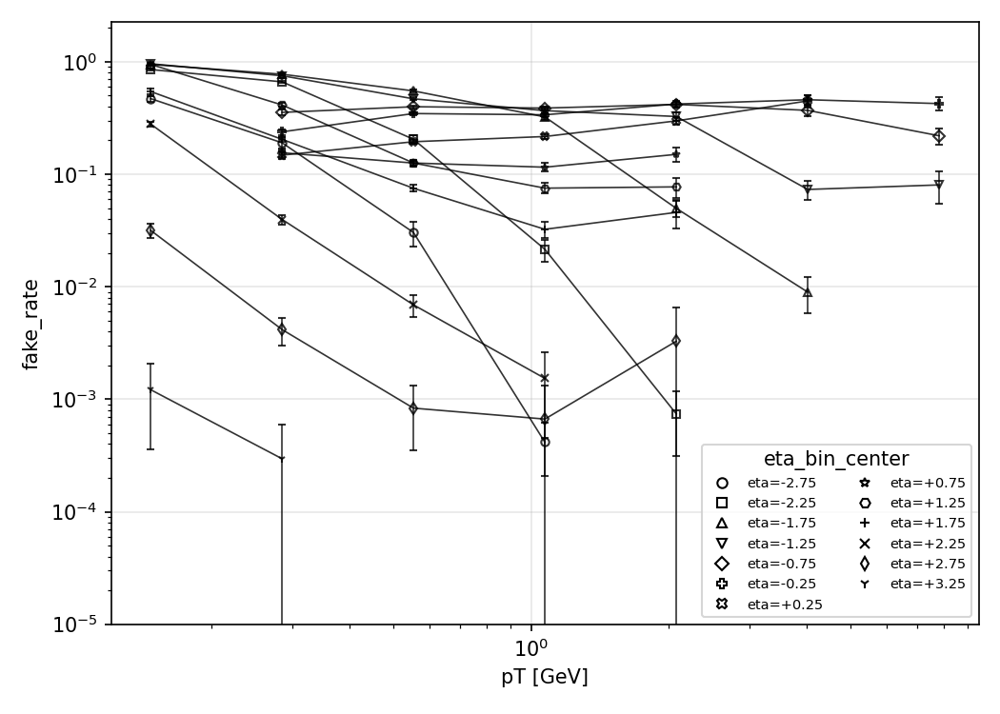 10⁰
10⁻¹
10⁻²
10⁻³
10⁻⁴
10⁻⁵
fake_rate
10⁰
pT [GeV]
eta_bin_center
eta=-2.75
eta=-2.25
eta=-1.75
eta=-1.25
eta=-0.75
eta=-0.25
eta=+0.25
eta=+0.75
eta=+1.25
eta=+1.75
eta=+2.25
eta=+2.75
eta=+3.25